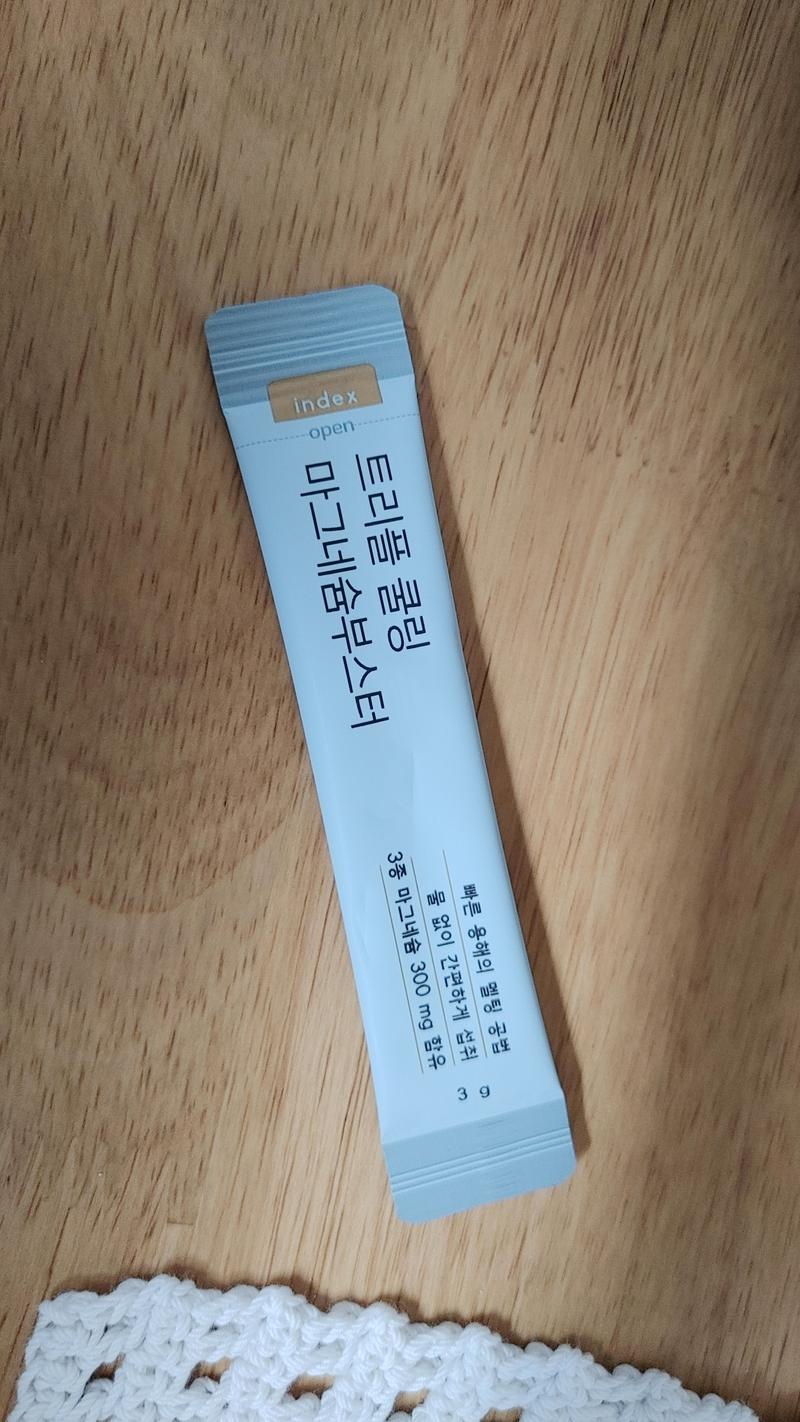 index
open
트리플 쿨링
마그네슘부스터
빠른 용해의 멜팅 공법
물 없이 간편하게 섭취
3종 마그네슘 300 mg 함유
3 g